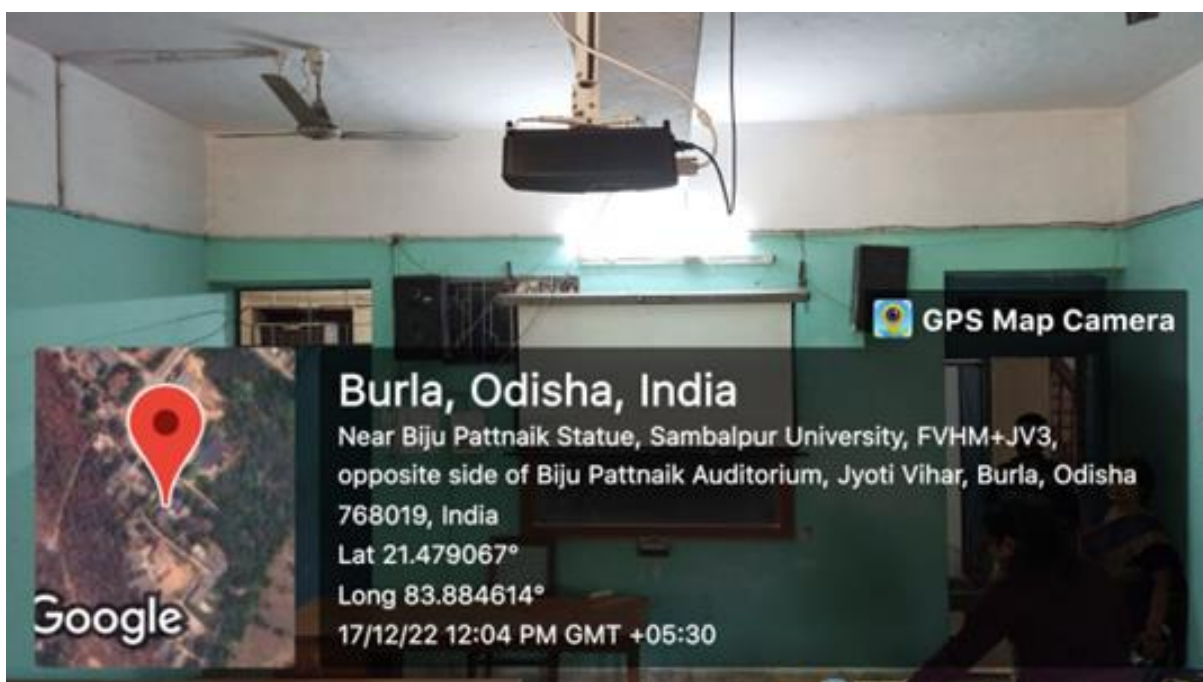 GPS Map Camera
Burla, Odisha, India
Near Biju Pattnaik Statue, Sambalpur University, FVHM+JV3,
opposite side of Biju Pattnaik Auditorium, Jyoti Vihar, Burla, Odisha
768019, India
Lat 21.479067°
Long 83.884614°
17/12/22 12:04 PM GMT +05:30
Google